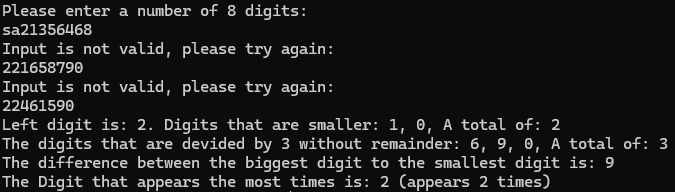 Please enter a number of 8 digits:
sa21356468
Input is not valid, please try again:
221658790
Input is not valid, please try again:
22461590
Left digit is: 2. Digits that are smaller: 1, 0, A total of: 2
The digits that are devided by 3 without remainder: 6, 9, 0, A total of: 3
The difference between the biggest digit to the smallest digit is: 9
The Digit that appears the most times is: 2 (appears 2 times)